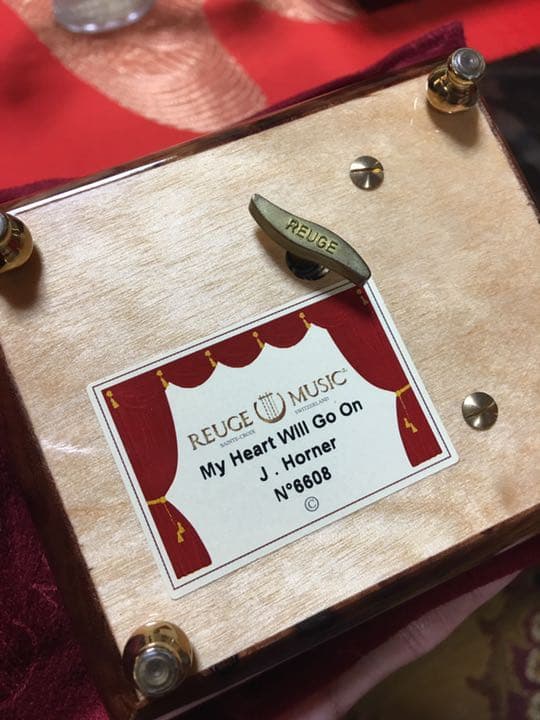 REUGE
REUGE MUSIC
SAINTE-CROIX SWITZERLAND
My Heart Will Go On
J . Horner
N°6608
©